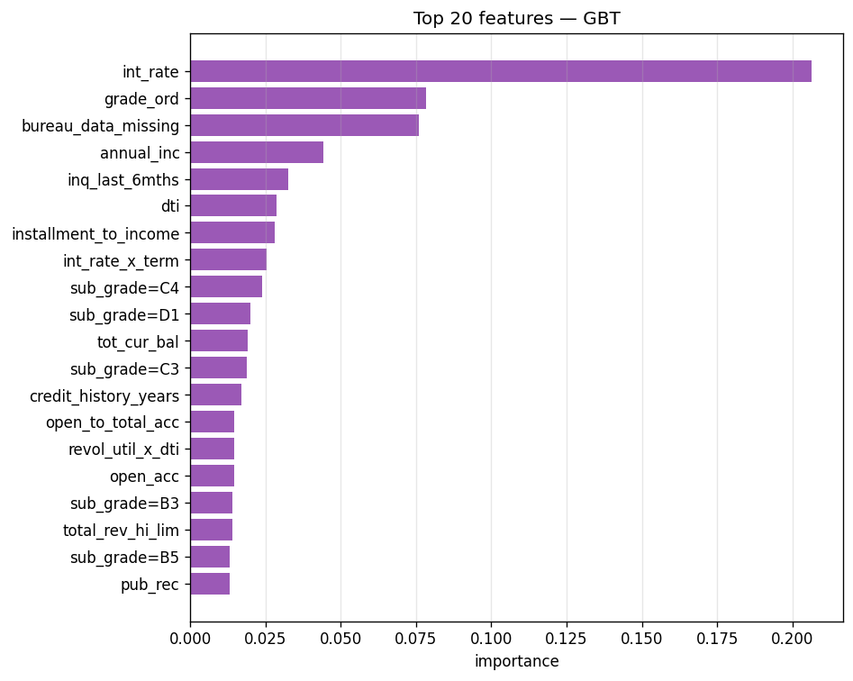 Top 20 features — GBT
int_rate
grade_ord
bureau_data_missing
annual_inc
inq_last_6mths
dti
installment_to_income
int_rate_x_term
sub_grade=C4
sub_grade=D1
tot_cur_bal
sub_grade=C3
credit_history_years
open_to_total_acc
revol_util_x_dti
open_acc
sub_grade=B3
total_rev_hi_lim
sub_grade=B5
pub_rec
0.000 0.025 0.050 0.075 0.100 0.125 0.150 0.175 0.200
importance